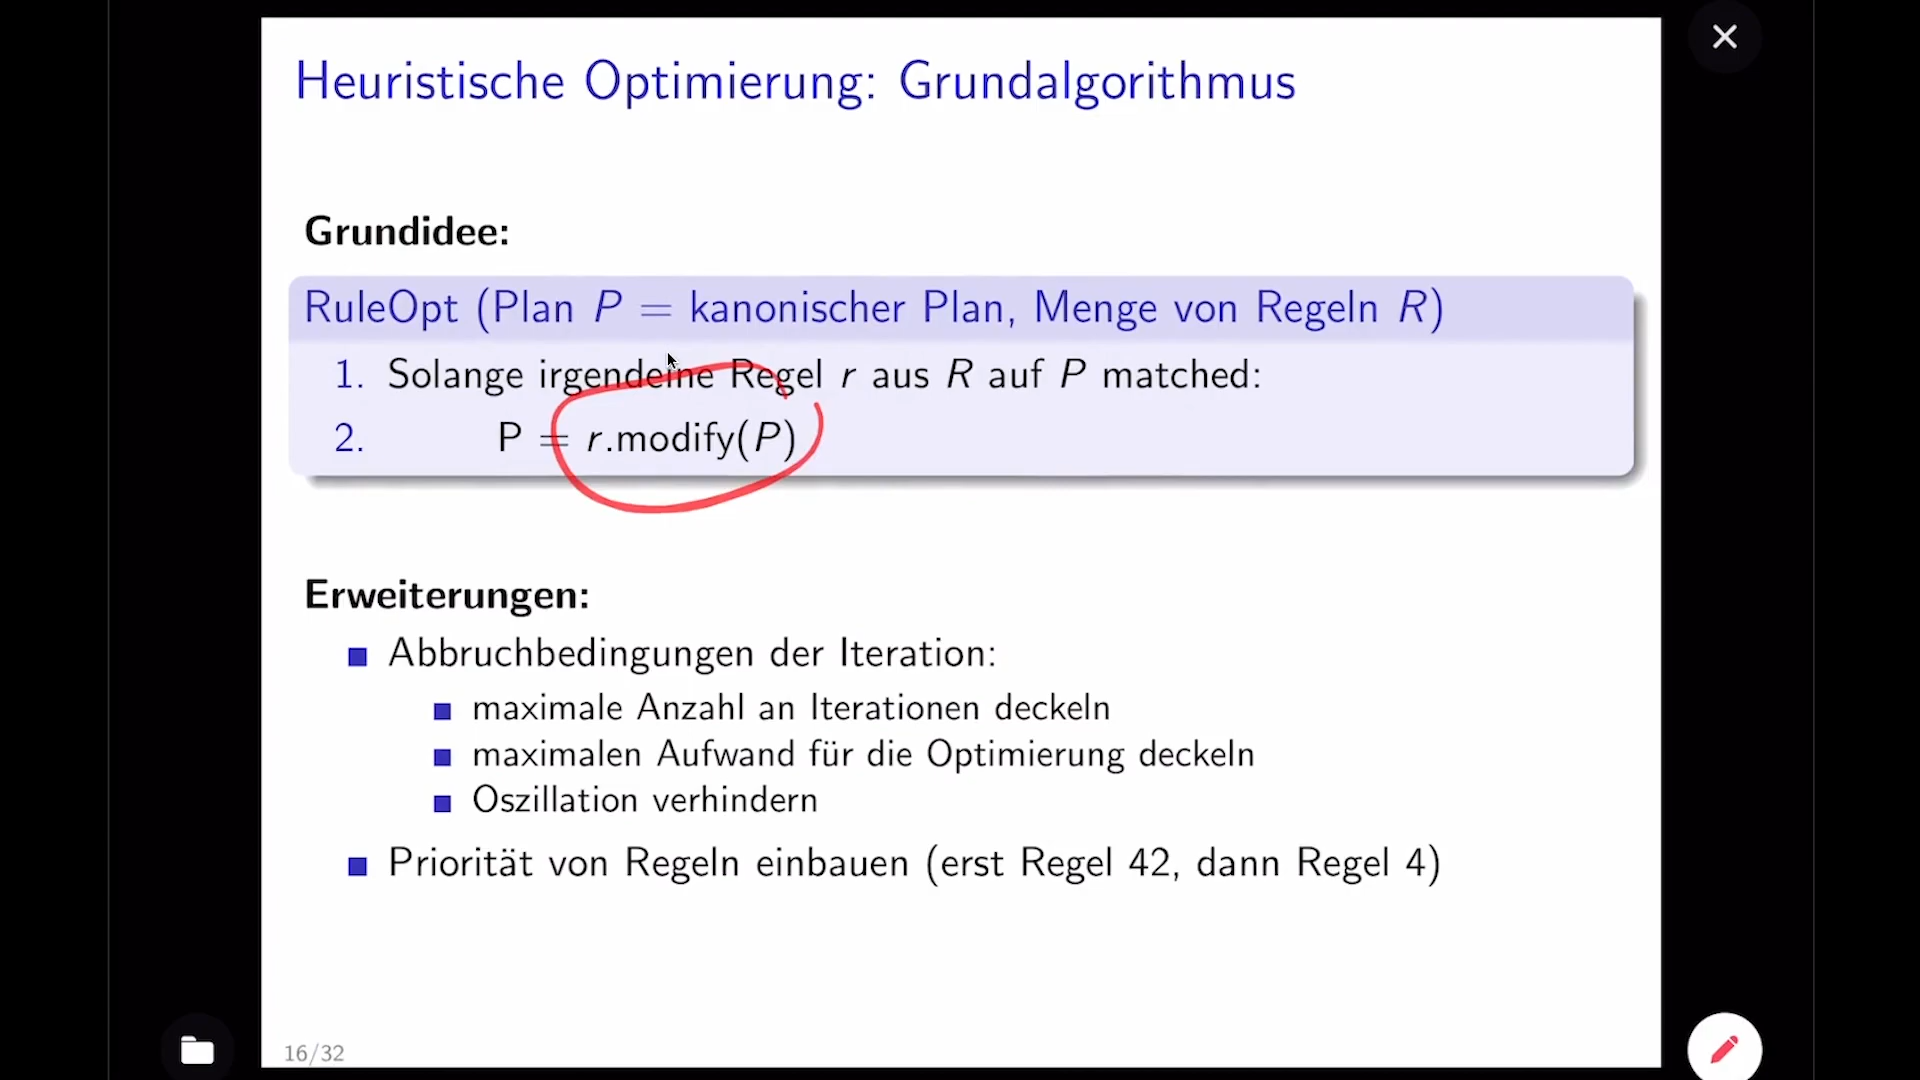 Heuristische Optimierung: Grundalgorithmus
Grundidee:
RuleOpt (Plan P = kanonischer Plan, Menge von Regeln R)
1. Solange irgendeine Regel r aus R auf P matched:
2. P = r.modify(P)
Erweiterungen:
Abbruchbedingungen der Iteration:
maximale Anzahl an Iterationen deckeln
maximalen Aufwand für die Optimierung deckeln
Oszillation verhindern
Priorität von Regeln einbauen (erst Regel 42, dann Regel 4)
16/32